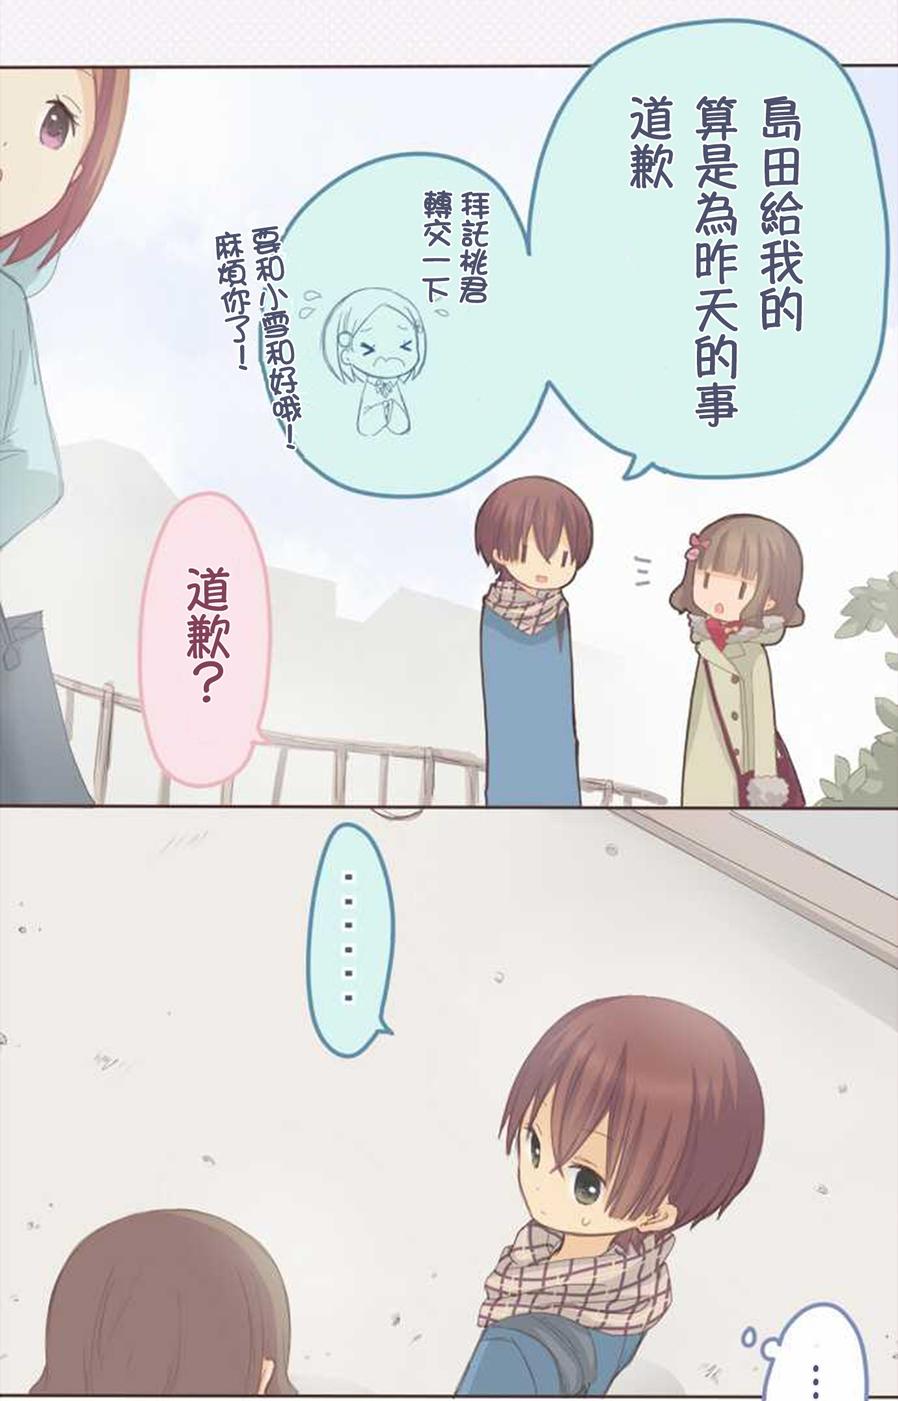 島田給我的
算是為昨天的事
道歉
拜託桃君
轉交一下
要和小雪和好哦！
麻煩你了！
道歉？
······
…